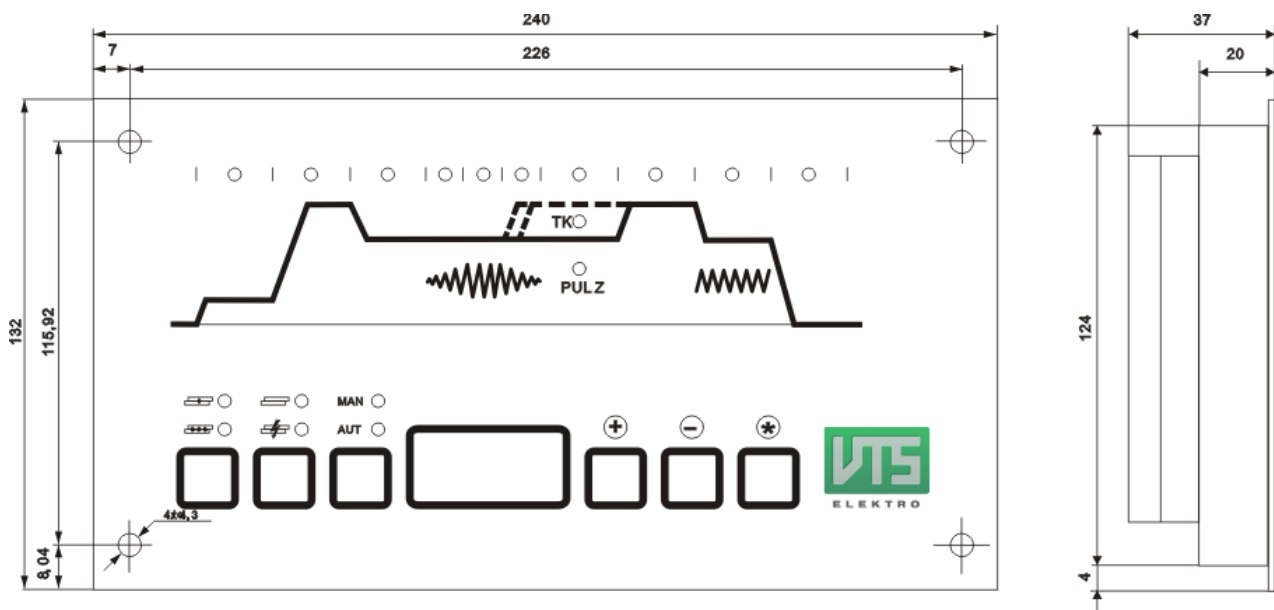 240
37
7
226
20
TK
PULZ
132
115,92
124
MAN
AUT
+
−
*
VTS
ELEKTRO
8,04
4